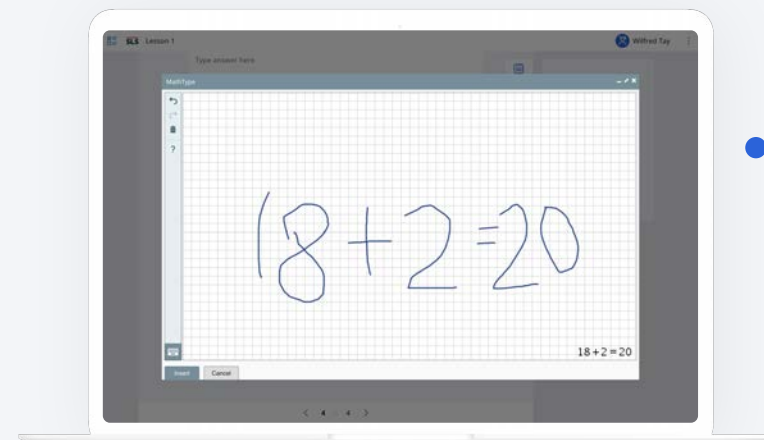 SLS Lesson 1 Wilfred Tay
Type answer here
MathType
?
18+2=20
18+2=20
Insert Cancel
< 4 4 >